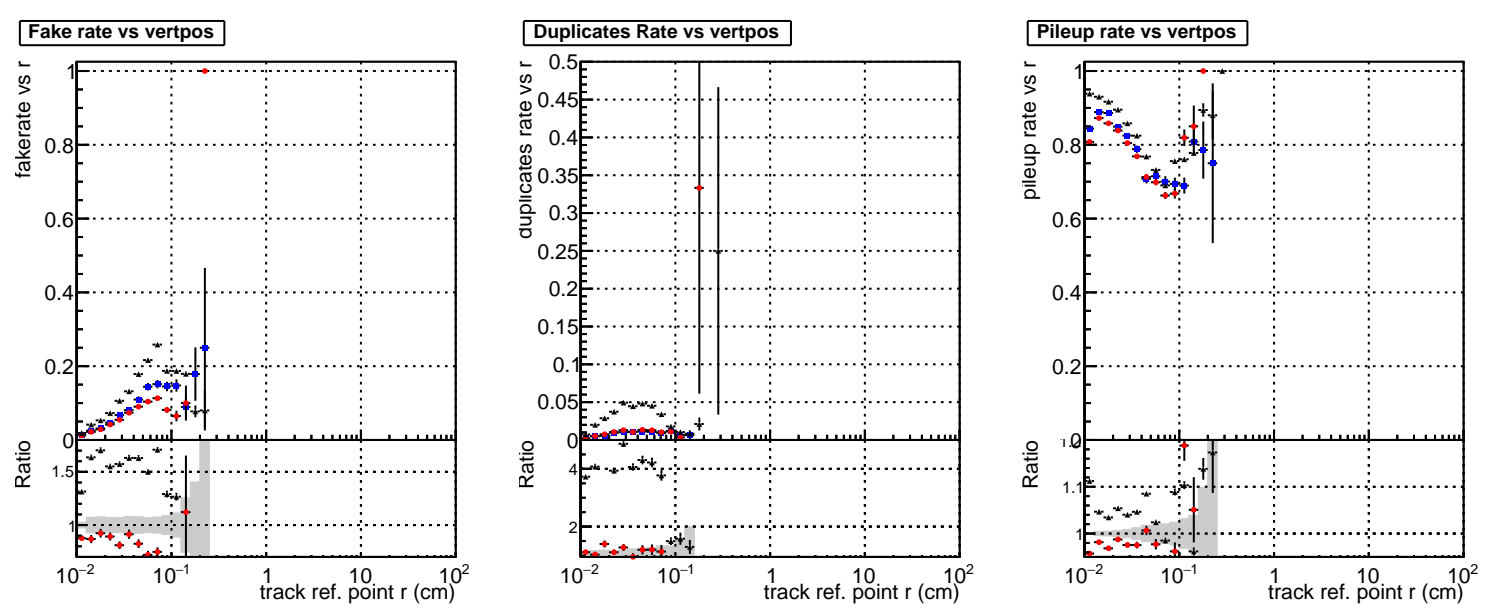 Fake rate vs vertpos
fakerate vs r
1
0.8
0.6
0.4
0.2
0
Ratio
1.5
1
10⁻² 10⁻¹ 1 10 10²
track ref. point r (cm)
Duplicates Rate vs vertpos
duplicates rate vs r
0.5
0.45
0.4
0.35
0.3
0.25
0.2
0.15
0.1
0.05
0
Ratio
4
2
10⁻² 10⁻¹ 1 10 10²
track ref. point r (cm)
Pileup rate vs vertpos
pileup rate vs r
1
0.8
0.6
0.4
0.2
0
Ratio
1.1
1
10⁻² 10⁻¹ 1 10 10²
track ref. point r (cm)